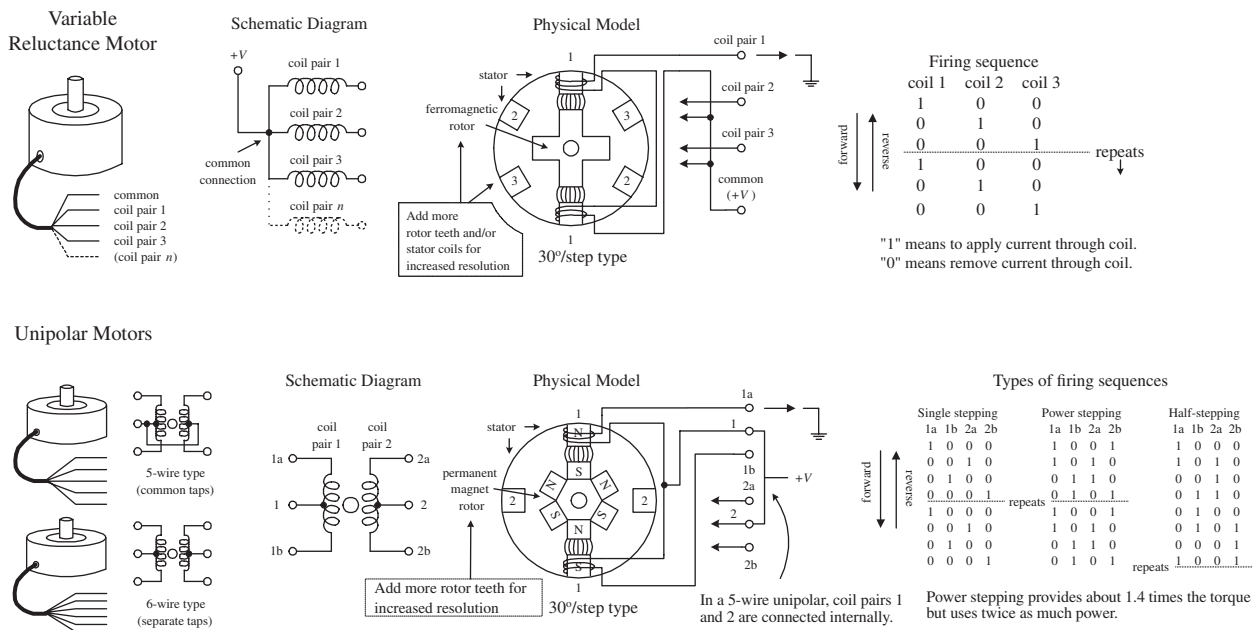 Variable
Reluctance Motor
common
coil pair 1
coil pair 2
coil pair 3
(coil pair n)
Schematic Diagram
+V
coil pair 1
coil pair 2
coil pair 3
coil pair n
common
connection
Physical Model
1
stator
ferromagnetic
rotor
2
3
3
2
1
Add more
rotor teeth and/or
stator coils for
increased resolution
30°/step type
coil pair 1
coil pair 2
coil pair 3
common
(+V)
Firing sequence
coil 1 coil 2 coil 3
1 0 0
0 1 0
0 0 1
1 0 0
0 1 0
0 0 1
forward
reverse
repeats
"1" means to apply current through coil.
"0" means remove current through coil.
Unipolar Motors
5-wire type
(common taps)
6-wire type
(separate taps)
Schematic Diagram
coil
pair 1
coil
pair 2
1a
1
1b
2a
2
2b
Physical Model
1
stator
permanent
magnet
rotor
N
S
N
N
2
2
S
S
N
S
1
Add more rotor teeth for
increased resolution
30°/step type
1a
1
1b
2a
2
2b
+V
In a 5-wire unipolar, coil pairs 1
and 2 are connected internally.
Types of firing sequences
forward
reverse
Single stepping
1a 1b 2a 2b
1 0 0 0
0 0 1 0
0 1 0 0
0 0 0 1
1 0 0 0
0 0 1 0
0 1 0 0
0 0 0 1
repeats
Power stepping
1a 1b 2a 2b
1 0 0 1
1 0 1 0
0 1 1 0
0 1 0 1
1 0 0 1
1 0 1 0
0 1 1 0
0 1 0 1
repeats
Half-stepping
1a 1b 2a 2b
1 0 0 0
1 0 1 0
0 0 1 0
0 1 1 0
0 1 0 0
0 1 0 1
0 0 0 1
1 0 0 1
Power stepping provides about 1.4 times the torque
but uses twice as much power.